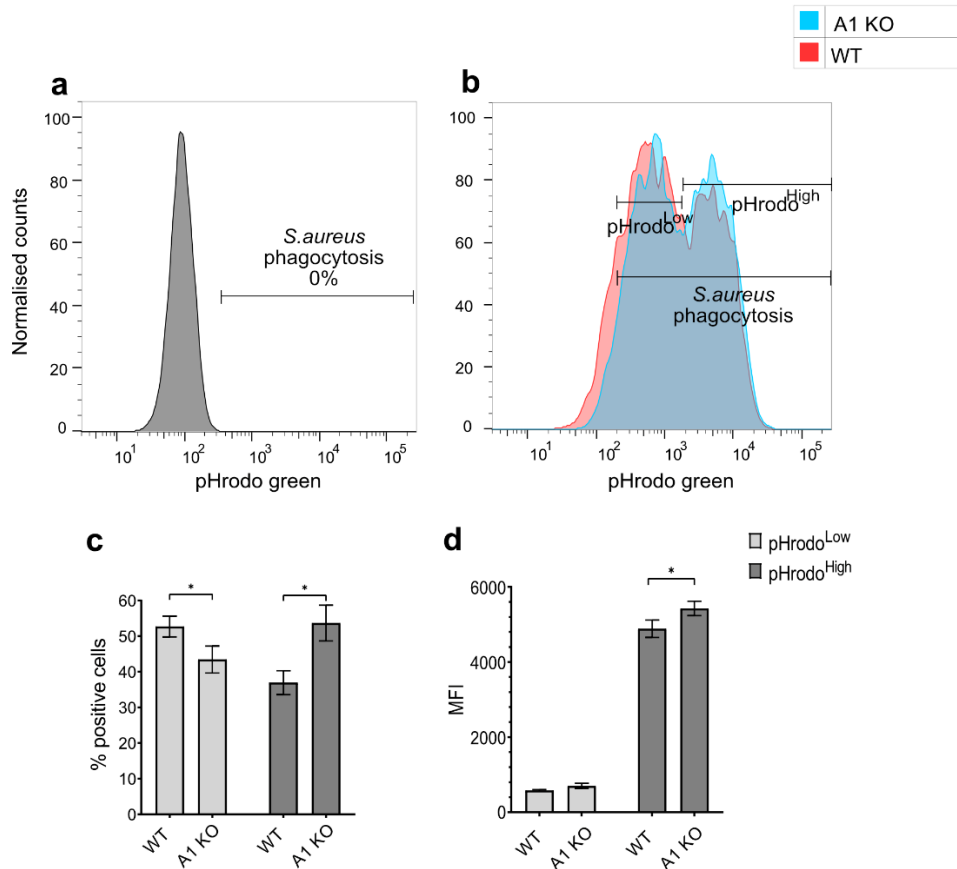 A1 KO
WT
a
b
Normalised counts
100
80
60
40
20
0
S.aureus
phagocytosis
0%
10^1
10^2
10^3
10^4
10^5
pHrodo green
100
80
60
40
20
0
pHrodo^Low
pHrodo^High
S.aureus
phagocytosis
10^1
10^2
10^3
10^4
10^5
pHrodo green
c
d
pHrodo^Low
pHrodo^High
% positive cells
60
50
40
30
20
10
0
*
*
WT
A1 KO
WT
A1 KO
MFI
6000
4000
2000
0
*
WT
A1 KO
WT
A1 KO